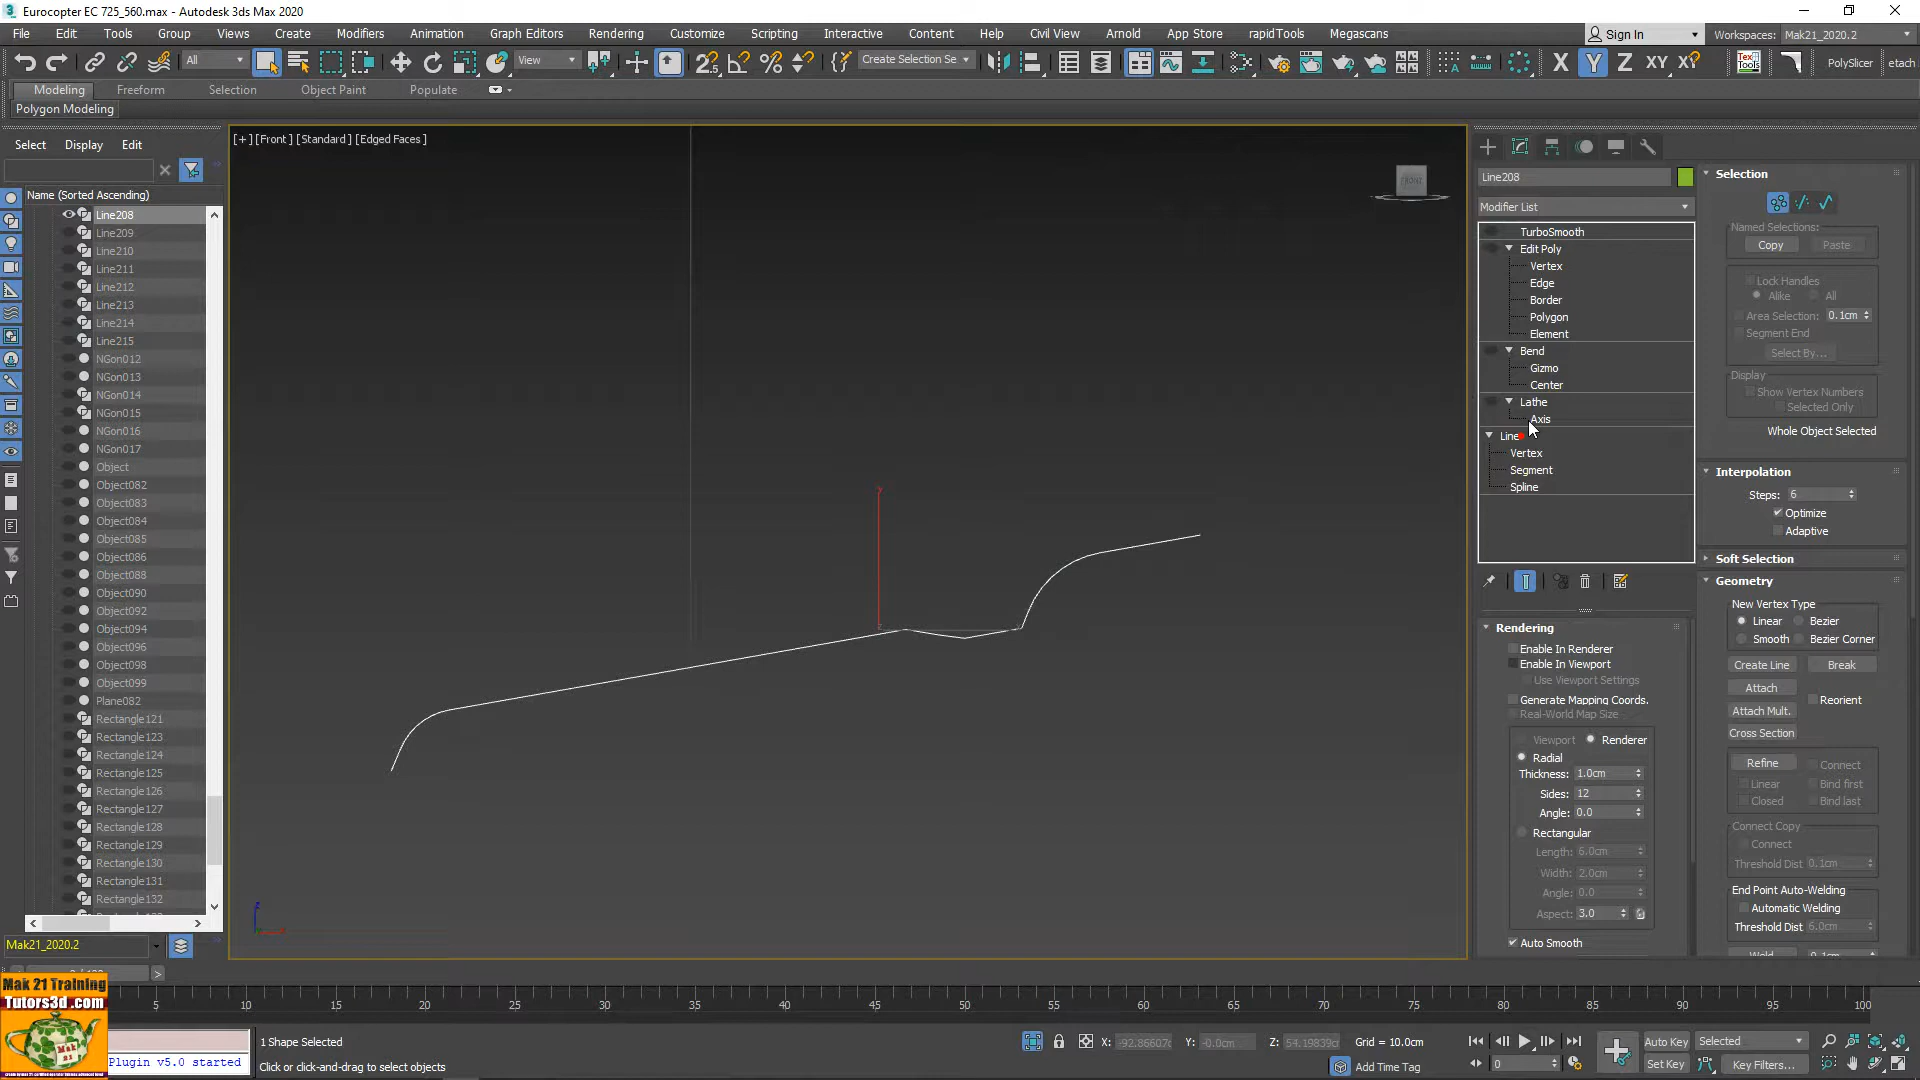 Eurocopter EC 725_560.max - Autodesk 3ds Max 2020
File Edit Tools Group Views Create Modifiers Animation Graph Editors Rendering Customize Scripting Interactive Content Help Civil View Arnold App Store rapidTools Megascans
Sign In Workspaces: Mak21_2020.2
All View Create Selection Se X Y Z XY XY PolySlicer etach
Modeling Freeform Selection Object Paint Populate
Polygon Modeling
Select Display Edit
Name (Sorted Ascending)
Line208
Line209
Line210
Line211
Line212
Line213
Line214
Line215
NGon012
NGon013
NGon014
NGon015
NGon016
NGon017
Object
Object082
Object083
Object084
Object085
Object086
Object088
Object090
Object092
Object094
Object096
Object098
Object099
Plane082
Rectangle121
Rectangle123
Rectangle124
Rectangle125
Rectangle126
Rectangle127
Rectangle128
Rectangle129
Rectangle130
Rectangle131
Rectangle132
Mak21_2020.2
[+] [Front] [Standard] [Edged Faces]
FRONT
Line208
Modifier List
TurboSmooth
Edit Poly
Vertex
Edge
Border
Polygon
Element
Bend
Gizmo
Center
Lathe
Axis
Line
Vertex
Segment
Spline
Rendering
Enable In Renderer
Enable In Viewport
Use Viewport Settings
Generate Mapping Coords.
Real-World Map Size
Viewport Renderer
Radial
Thickness: 1.0cm
Sides: 12
Angle: 0.0
Rectangular
Length: 6.0cm
Width: 2.0cm
Angle: 0.0
Aspect: 3.0
Auto Smooth
Selection
Named Selections:
Copy Paste
Lock Handles
Alike All
Area Selection: 0.1cm
Segment End
Select By...
Display
Show Vertex Numbers
Selected Only
Whole Object Selected
Interpolation
Steps: 6
Optimize
Adaptive
Soft Selection
Geometry
New Vertex Type
Linear Bezier
Smooth Bezier Corner
Create Line Break
Attach Reorient
Attach Mult.
Cross Section
Refine Connect
Linear Bind first
Closed Bind last
Connect Copy
Connect
Threshold Dist 0.1cm
End Point Auto-Welding
Automatic Welding
Threshold Dist 6.0cm
Weld 0.1cm
5 10 15 20 25 30 35 40 45 50 55 60 65 70 75 80 85 90 95 100
Mak 21 Training
Tutors3d .com
Mak
21
Plugin v5.0 started
1 Shape Selected
Click or click-and-drag to select objects
X: -92.86607c Y: -0.0cm Z: 54.19839c Grid = 10.0cm
Add Time Tag
0
Auto Key Selected
Set Key Key Filters...